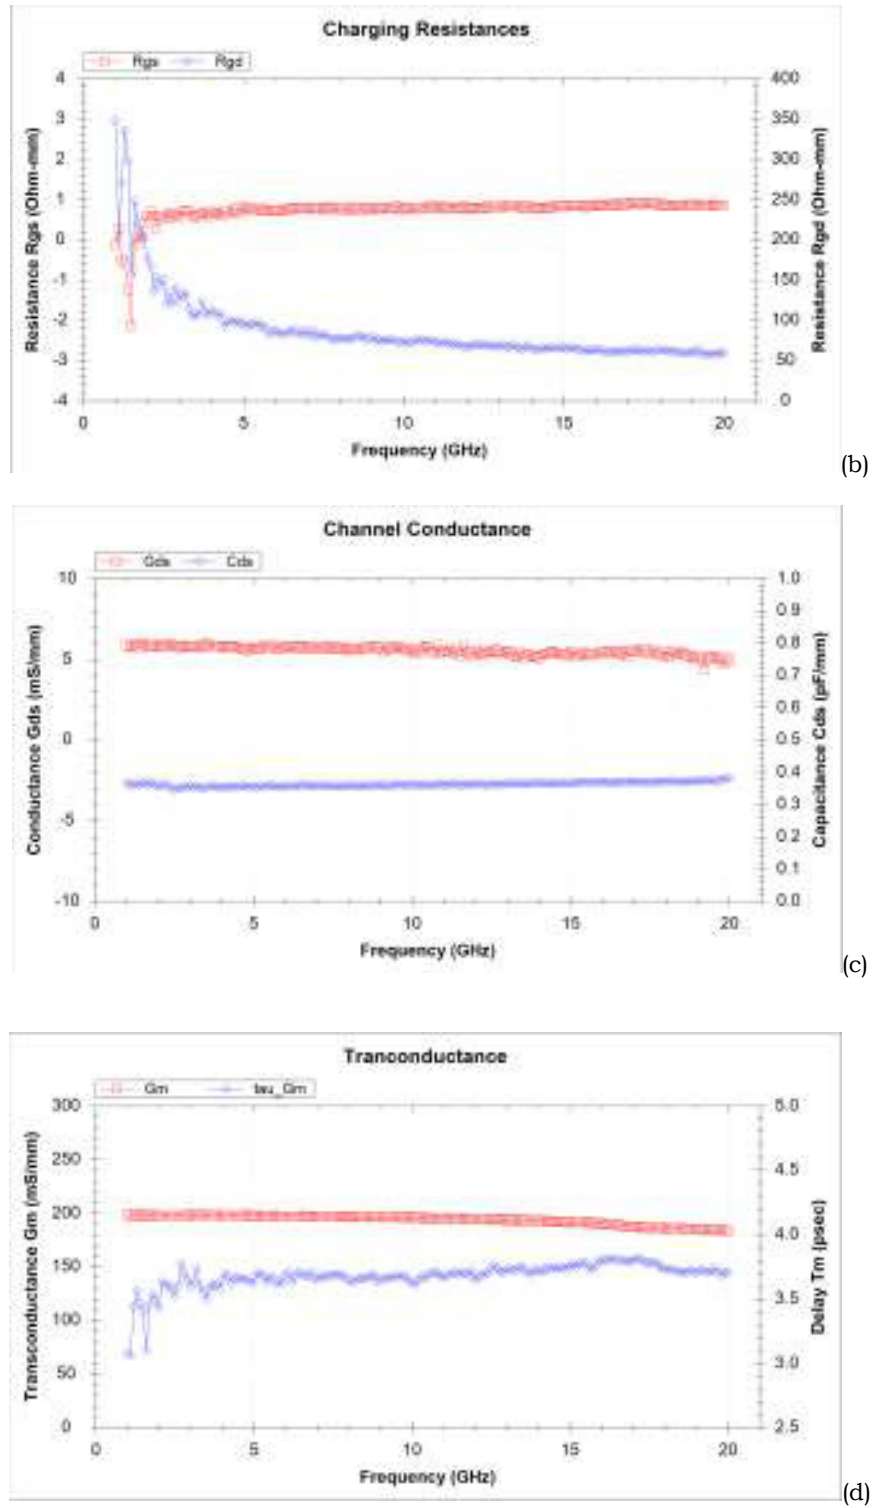 Charging Resistances
Rgs Rgd
4 400
3 350
2 300
1 250
0 200
-1 150
-2 100
-3 50
-4 0
0 5 10 15 20
Resistance Rgs (Ohm-mm)
Resistance Rgd (Ohm-mm)
Frequency (GHz)
(b)
Channel Conductance
Gds Cds
10 1.0
0.9
0.8
5 0.7
0.6
0 0.5
0.4
-5 0.3
0.2
0.1
-10 0.0
0 5 10 15 20
Conductance Gds (mS/mm)
Capacitance Cds (pF/mm)
Frequency (GHz)
(c)
Tranconductance
Gm tau_Gm
300 5.0
250 4.5
200 4.0
150
100 3.5
50 3.0
0 2.5
0 5 10 15 20
Transconductance Gm (mS/mm)
Delay Tm (psec)
Frequency (GHz)
(d)